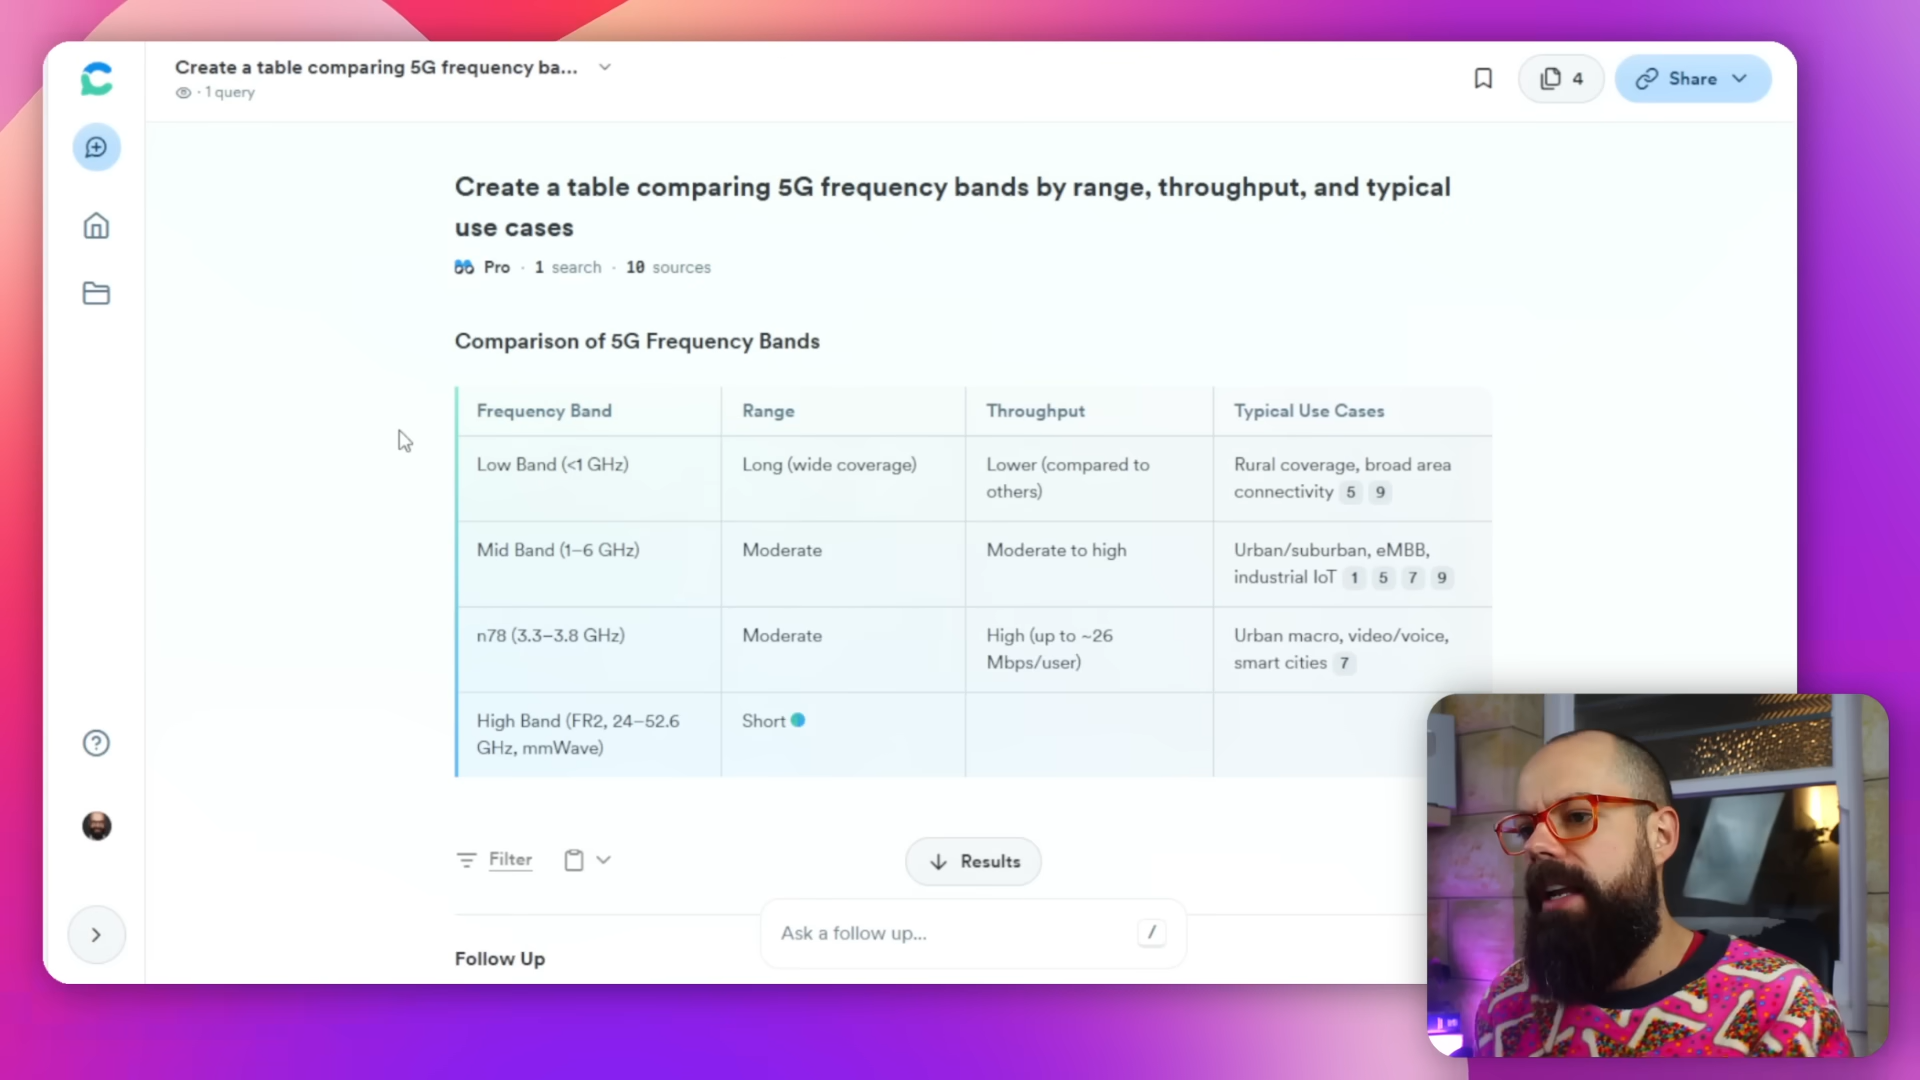 Create a table comparing 5G frequency ba...
· 1 query
4
Share
Create a table comparing 5G frequency bands by range, throughput, and typical
use cases
Pro · 1 search · 10 sources
Comparison of 5G Frequency Bands
Frequency Band
Range
Throughput
Typical Use Cases
Low Band (<1 GHz)
Long (wide coverage)
Lower (compared to
others)
Rural coverage, broad area
connectivity 5 9
Mid Band (1–6 GHz)
Moderate
Moderate to high
Urban/suburban, eMBB,
industrial IoT 1 5 7 9
n78 (3.3–3.8 GHz)
Moderate
High (up to ~26
Mbps/user)
Urban macro, video/voice,
smart cities 7
High Band (FR2, 24–52.6
GHz, mmWave)
Short
Filter
Results
Ask a follow up...
/
Follow Up